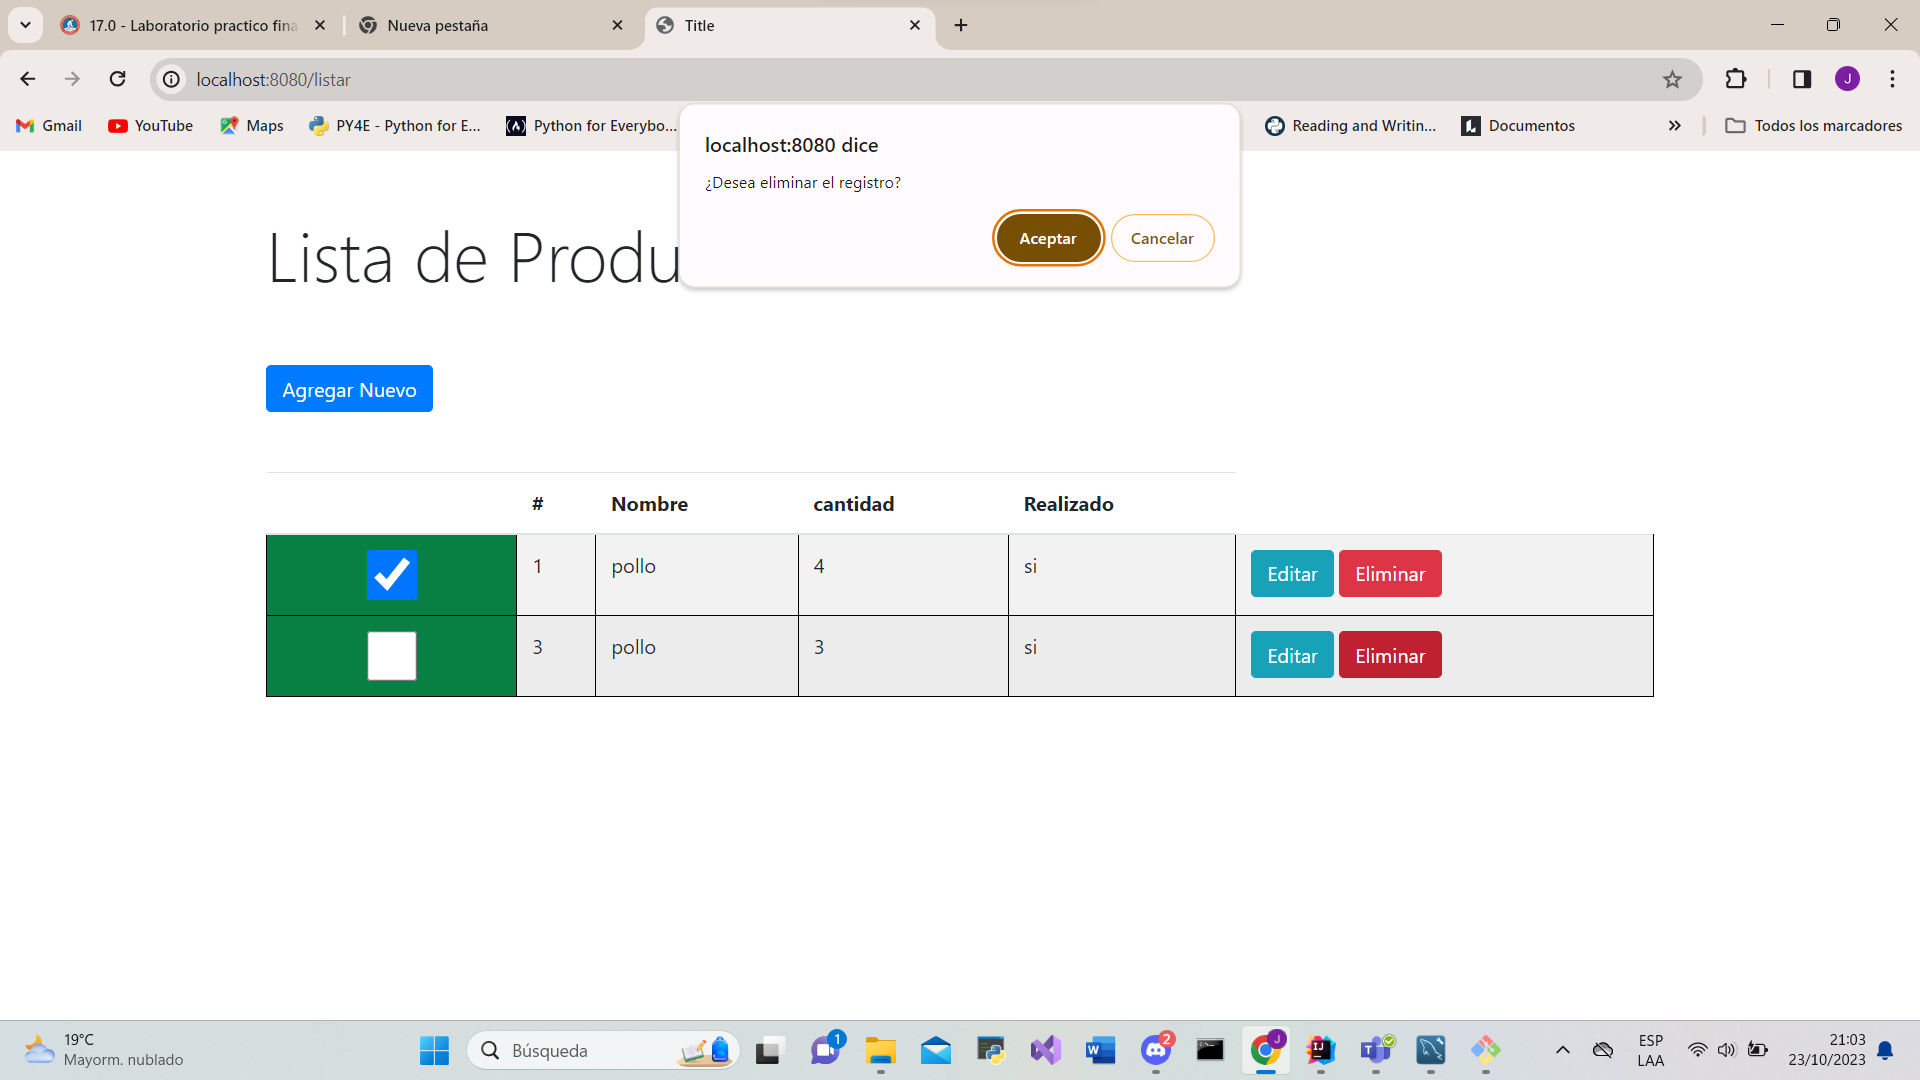 17.0 - Laboratorio practico fina
Nueva pestaña
Title
localhost:8080/listar
J
Gmail
YouTube
Maps
PY4E - Python for E...
Python for Everybo...
Reading and Writin...
Documentos
Todos los marcadores
localhost:8080 dice
¿Desea eliminar el registro?
Aceptar
Cancelar
Lista de Produ
Agregar Nuevo
# Nombre cantidad Realizado
1 pollo 4 si Editar Eliminar
3 pollo 3 si Editar Eliminar
19°C
Mayorm. nublado
Búsqueda
1
2
J
ESP
LAA
21:03
23/10/2023